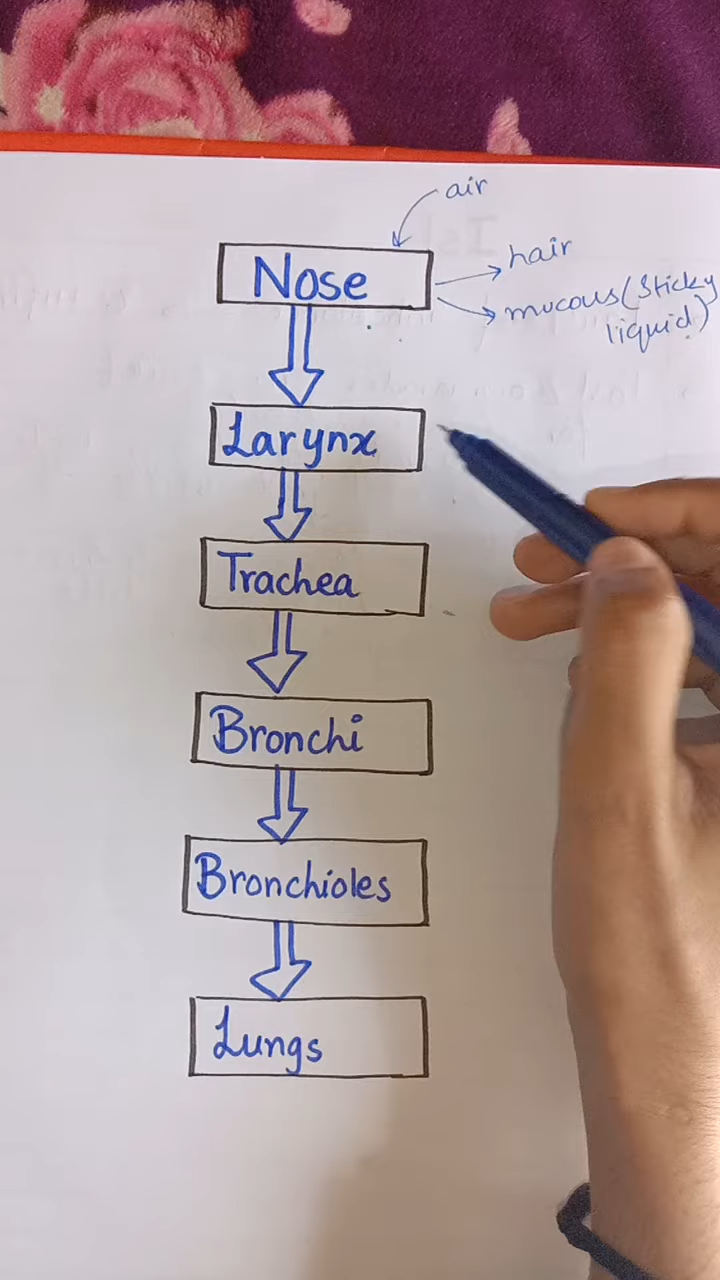 air
Nose
hair
mucous(sticky
liquid)
Larynx
Trachea
Bronchi
Bronchioles
Lungs